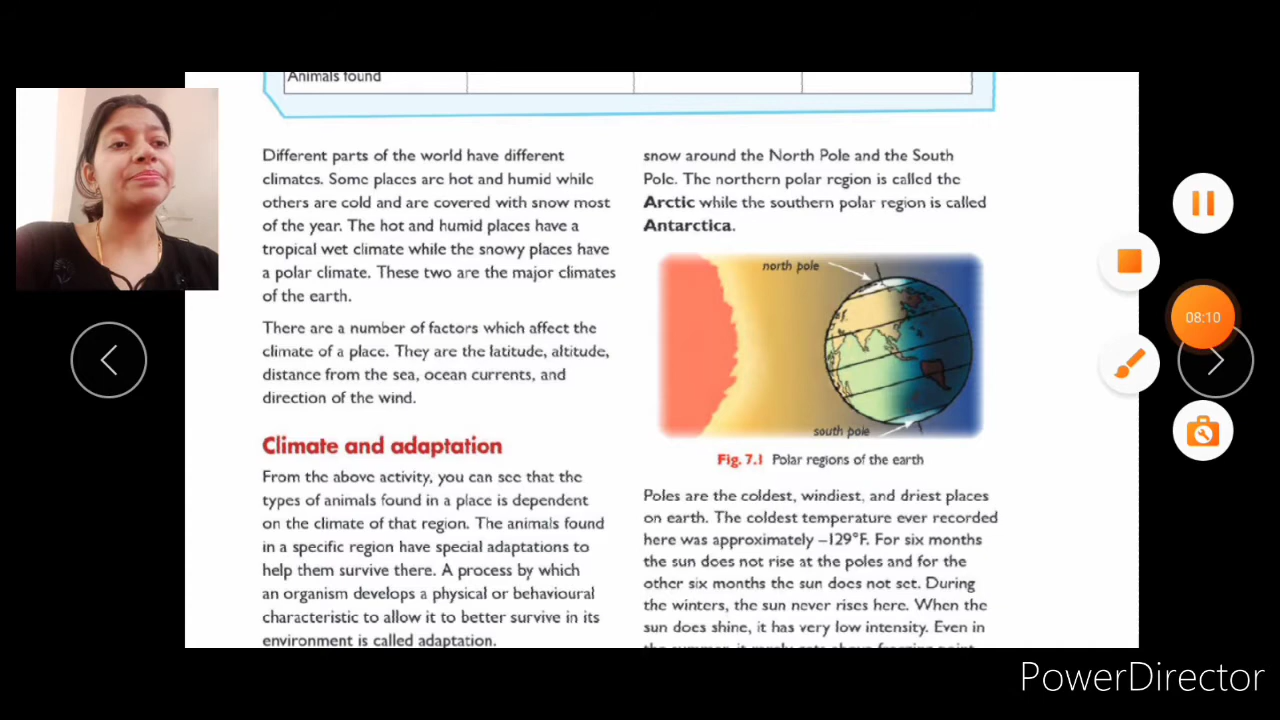 Animals found
Different parts of the world have different
climates. Some places are hot and humid while
others are cold and are covered with snow most
of the year. The hot and humid places have a
tropical wet climate while the snowy places have
a polar climate. These two are the major climates
of the earth.
There are a number of factors which affect the
climate of a place. They are the latitude, altitude,
distance from the sea, ocean currents, and
direction of the wind.
Climate and adaptation
From the above activity, you can see that the
types of animals found in a place is dependent
on the climate of that region. The animals found
in a specific region have special adaptations to
help them survive there. A process by which
an organism develops a physical or behavioural
characteristic to allow it to better survive in its
environment is called adaptation.
snow around the North Pole and the South
Pole. The northern polar region is called the
Arctic while the southern polar region is called
Antarctica.
north pole
south pole
Fig. 7.1 Polar regions of the earth
Poles are the coldest, windiest, and driest places
on earth. The coldest temperature ever recorded
here was approximately –129°F. For six months
the sun does not rise at the poles and for the
other six months the sun does not set. During
the winters, the sun never rises here. When the
sun does shine, it has very low intensity. Even in
08:10
PowerDirector